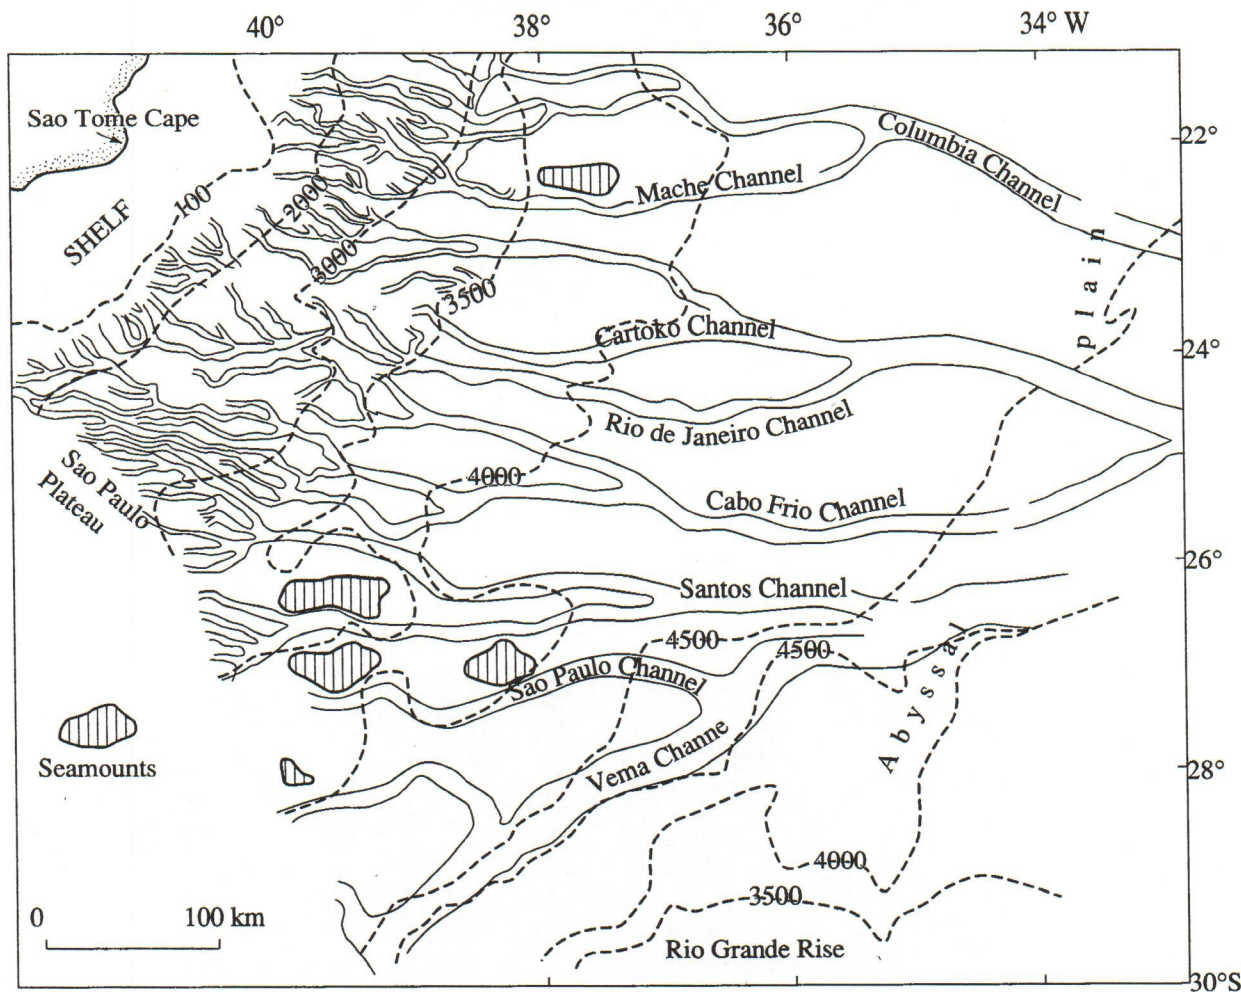 40°
38°
36°
34° W
Sao Tome Cape
22°
Columbia Channel
Mache Channel
100
2000
SHELF
3000
3500
plain
Cartoko Channel
24°
Rio de Janeiro Channel
4000
Sao Paulo
Plateau
Cabo Frio Channel
26°
Santos Channel
4500
4500
Sao Paulo Channel
Abyssal
Seamounts
Vema Channe
28°
4000
3500
0
100 km
Rio Grande Rise
30°S